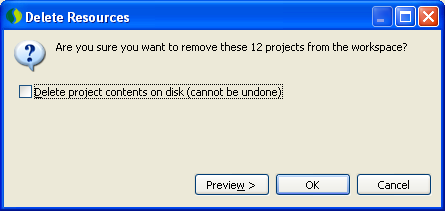 Delete Resources
Are you sure you want to remove these 12 projects from the workspace?
Delete project contents on disk (cannot be undone)
Preview >
OK
Cancel